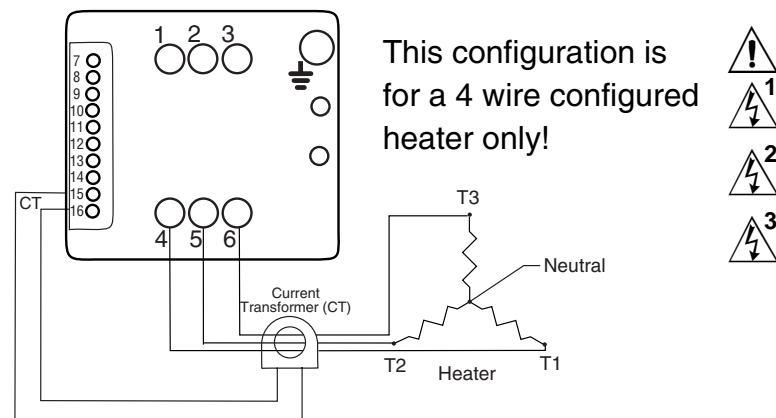 1 2 3
This configuration is
for a 4 wire configured
heater only!
1
2
3
7
8
9
10
11
12
13
14
15
16
CT
4 5 6
Current
Transformer (CT)
T3
Neutral
T2
T1
Heater